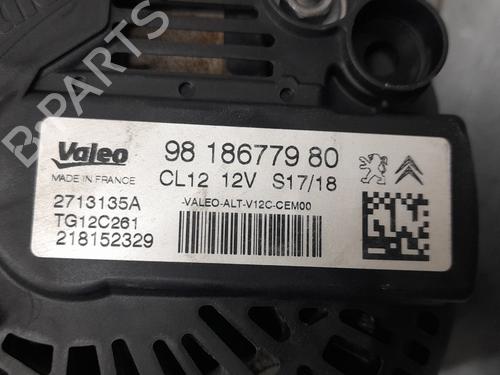 B-PARTS
Valeo 98 186779 80
MADE IN FRANCE CL12 12V S17/18
2713135A -VALEO-ALT-V12C-CEM00
TG12C261
218152329